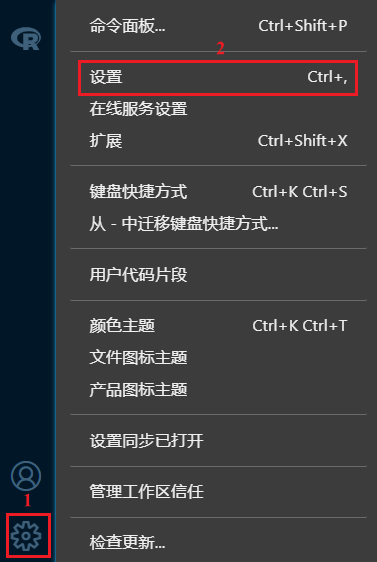 R
命令面板... Ctrl+Shift+P
2
设置 Ctrl+,
在线服务设置
扩展 Ctrl+Shift+X
键盘快捷方式 Ctrl+K Ctrl+S
从 - 中迁移键盘快捷方式...
用户代码片段
颜色主题 Ctrl+K Ctrl+T
文件图标主题
产品图标主题
设置同步已打开
1
管理工作区信任
检查更新...